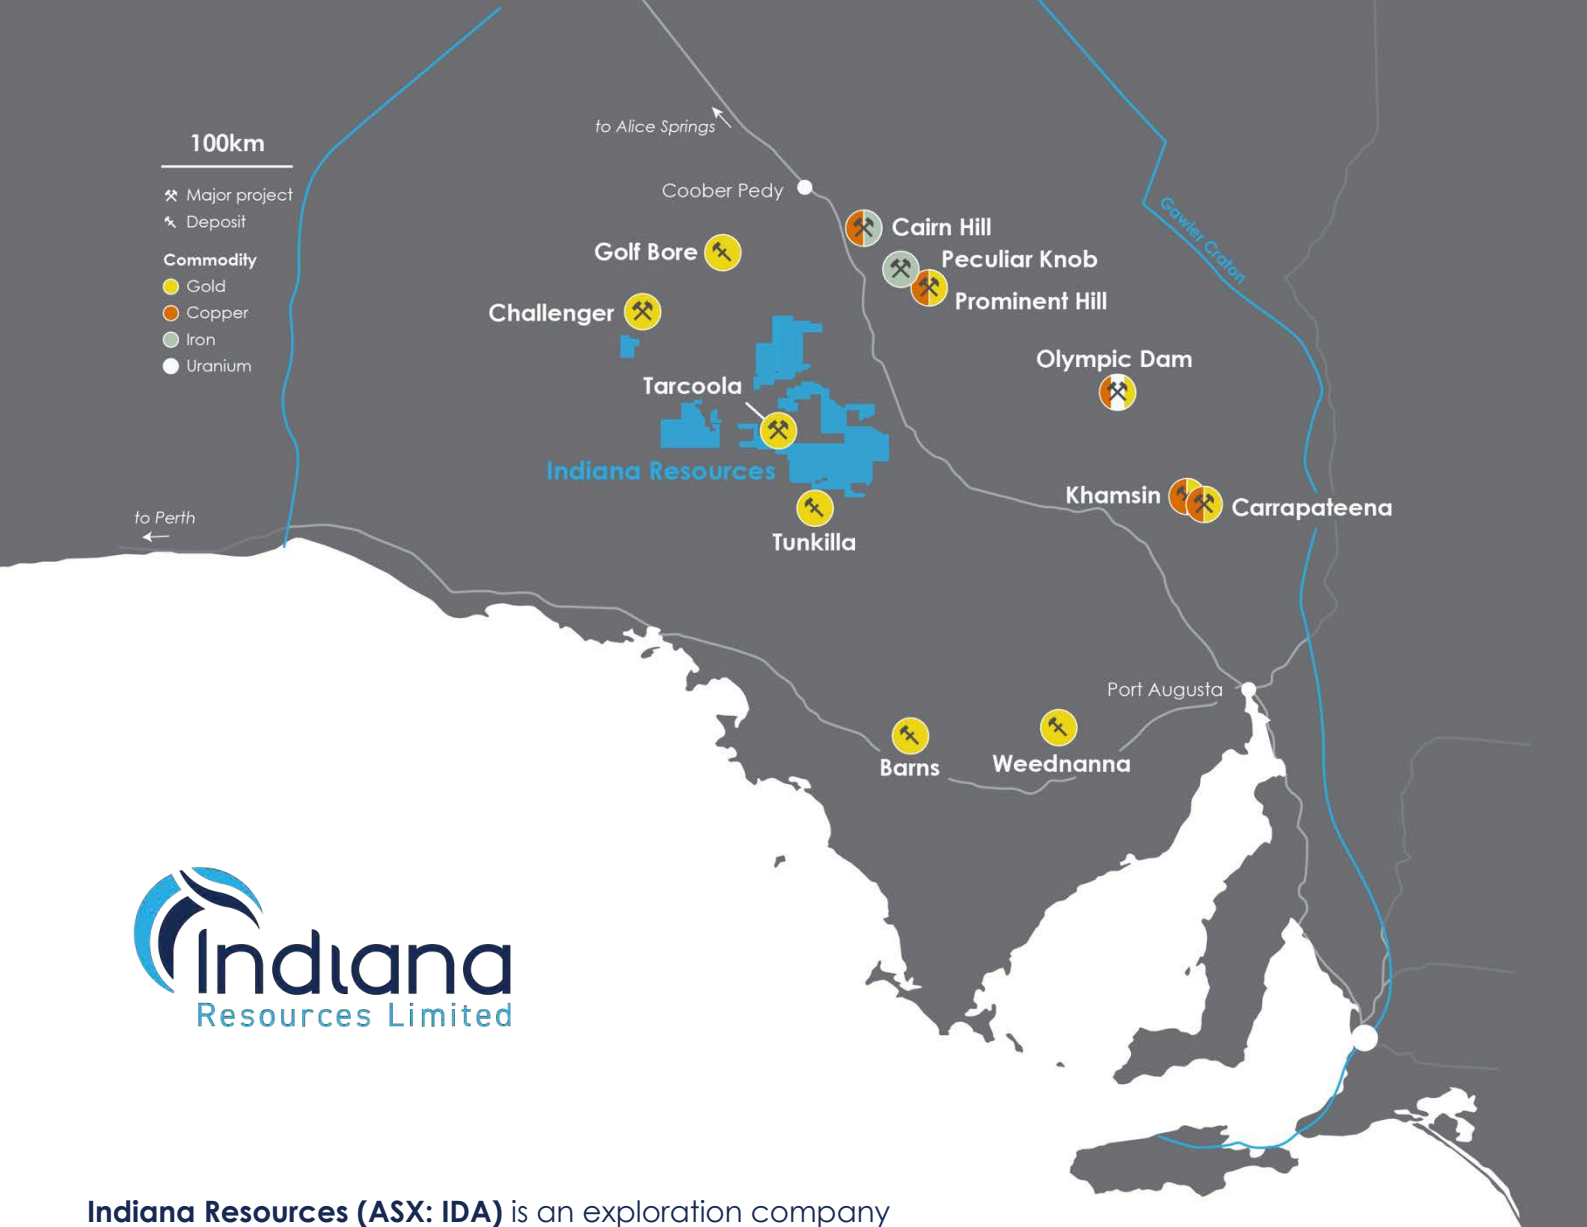 100km
Major project
Deposit
Commodity
Gold
Copper
Iron
Uranium
to Alice Springs
Coober Pedy
Cairn Hill
Golf Bore
Peculiar Knob
Prominent Hill
Challenger
Gawler Craton
Olympic Dam
Tarcoola
Indiana Resources
Khamsin
Carrapateena
to Perth
Tunkilla
Port Augusta
Barns
Weednanna
Indiana
Resources Limited
Indiana Resources (ASX: IDA) is an exploration company